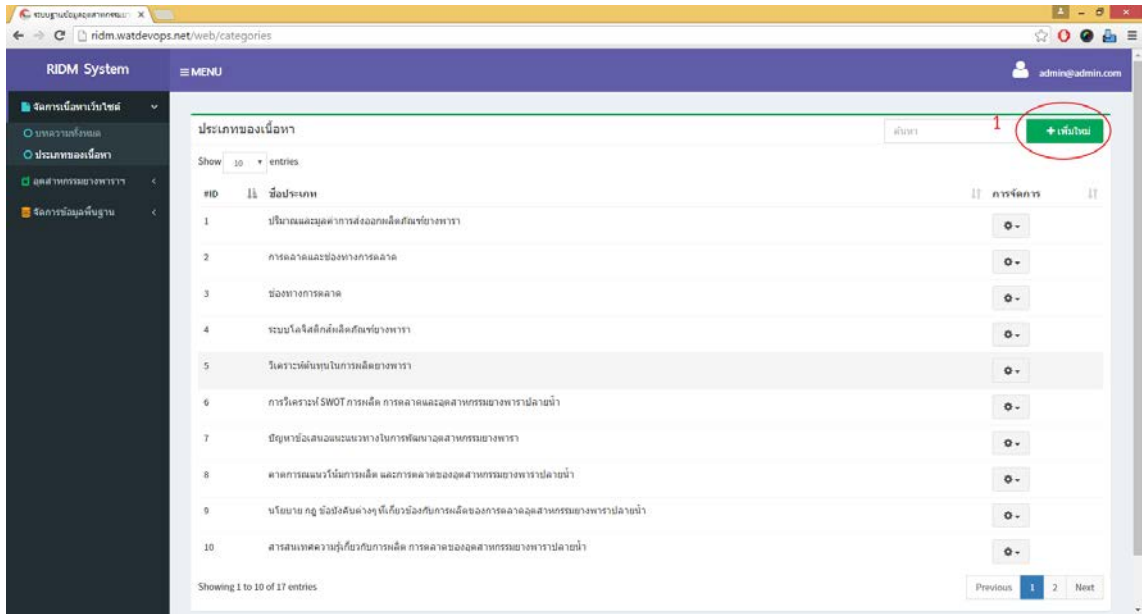 ridm.watdevops.net/web/categories
RIDM System
MENU
admin@admin.com
จัดการเนื้อหาเว็บไซต์
บทความทั้งหมด
ประเภทของเนื้อหา
อุตสาหกรรมยางพาราฯ
จัดการข้อมูลพื้นฐาน
ประเภทของเนื้อหา
ค้นหา
1
+ เพิ่มใหม่
Show 10 entries
#ID ชื่อประเภท การจัดการ
1 ปริมาณและมูลค่าการส่งออกผลิตภัณฑ์ยางพารา
2 การตลาดและช่องทางการตลาด
3 ช่องทางการตลาด
4 ระบบโลจิสติกส์ผลิตภัณฑ์ยางพารา
5 วิเคราะห์ต้นทุนในการผลิตยางพารา
6 การวิเคราะห์ SWOT การผลิต การตลาดและอุตสาหกรรมยางพาราปลายน้ำ
7 ปัญหาข้อเสนอแนะแนวทางในการพัฒนาอุตสาหกรรมยางพารา
8 คาดการณแนวโน้มการผลิต และการตลาดของอุตสาหกรรมยางพาราปลายน้ำ
9 นโยบาย กฎ ข้อบังคับต่างๆ ที่เกี่ยวข้องกับการผลิตของการตลาดอุตสาหกรรมยางพาราปลายน้ำ
10 สารสนเทศความรู้เกี่ยวกับการผลิต การตลาดของอุตสาหกรรมยางพาราปลายน้ำ
Showing 1 to 10 of 17 entries
Previous 1 2 Next